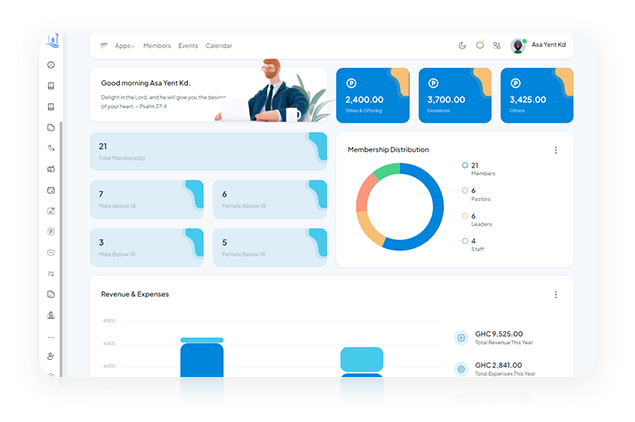 Apps Members Events Calendar
Asa Yent Kd
Good morning Asa Yent Kd,
Delight in the Lord, and he will give you the desires
of your heart. - Psalm 37:4
2,400.00
Tithes & Offering
3,700.00
Donations
3,425.00
Others
21
Total Membership
7
Male Above 18
6
Female Above 18
3
Male Below 18
5
Female Below 18
Membership Distribution
21
Members
6
Pastors
6
Leaders
4
Staff
Revenue & Expenses
GHC 9,525.00
Total Revenue This Year
GHC 2,841.00
Total Expenses This Year
6000